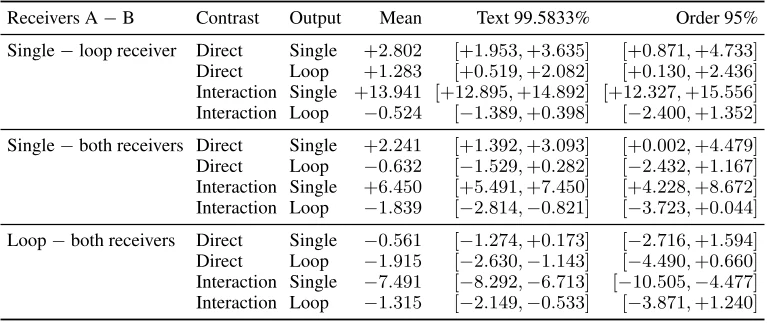 Receivers A − B Contrast Output Mean Text 99.5833% Order 95%
Single − loop receiver Direct Single +2.802 [+1.953, +3.635] [+0.871, +4.733]
Direct Loop +1.283 [+0.519, +2.082] [+0.130, +2.436]
Interaction Single +13.941 [+12.895, +14.892] [+12.327, +15.556]
Interaction Loop −0.524 [−1.389, +0.398] [−2.400, +1.352]
Single − both receivers Direct Single +2.241 [+1.392, +3.093] [+0.002, +4.479]
Direct Loop −0.632 [−1.529, +0.282] [−2.432, +1.167]
Interaction Single +6.450 [+5.491, +7.450] [+4.228, +8.672]
Interaction Loop −1.839 [−2.814, −0.821] [−3.723, +0.044]
Loop − both receivers Direct Single −0.561 [−1.274, +0.173] [−2.716, +1.594]
Direct Loop −1.915 [−2.630, −1.143] [−4.490, +0.660]
Interaction Single −7.491 [−8.292, −6.713] [−10.505, −4.477]
Interaction Loop −1.315 [−2.149, −0.533] [−3.871, +1.240]